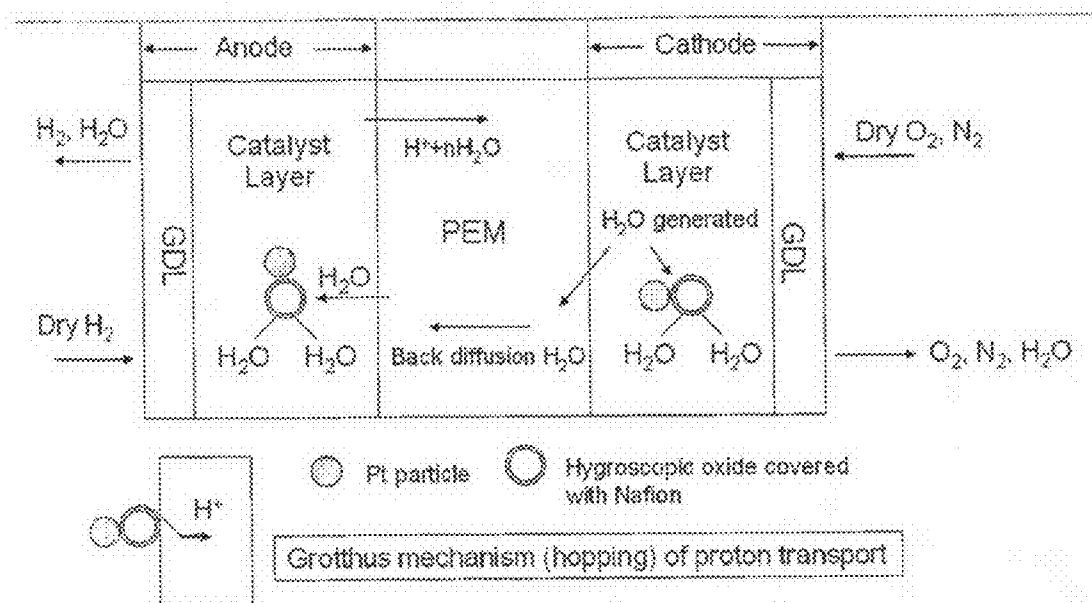 Anode
Cathode
H₂, H₂O
Catalyst
Layer
H⁺+nH₂O
Catalyst
Layer
Dry O₂, N₂
GDL
PEM
H₂O generated
GDL
H₂O
Dry H₂
H₂O H₂O
Back diffusion H₂O
H₂O H₂O
O₂, N₂, H₂O
Pt particle
Hygroscopic oxide covered
with Nafion
H⁺
Grotthus mechanism (hopping) of proton transport